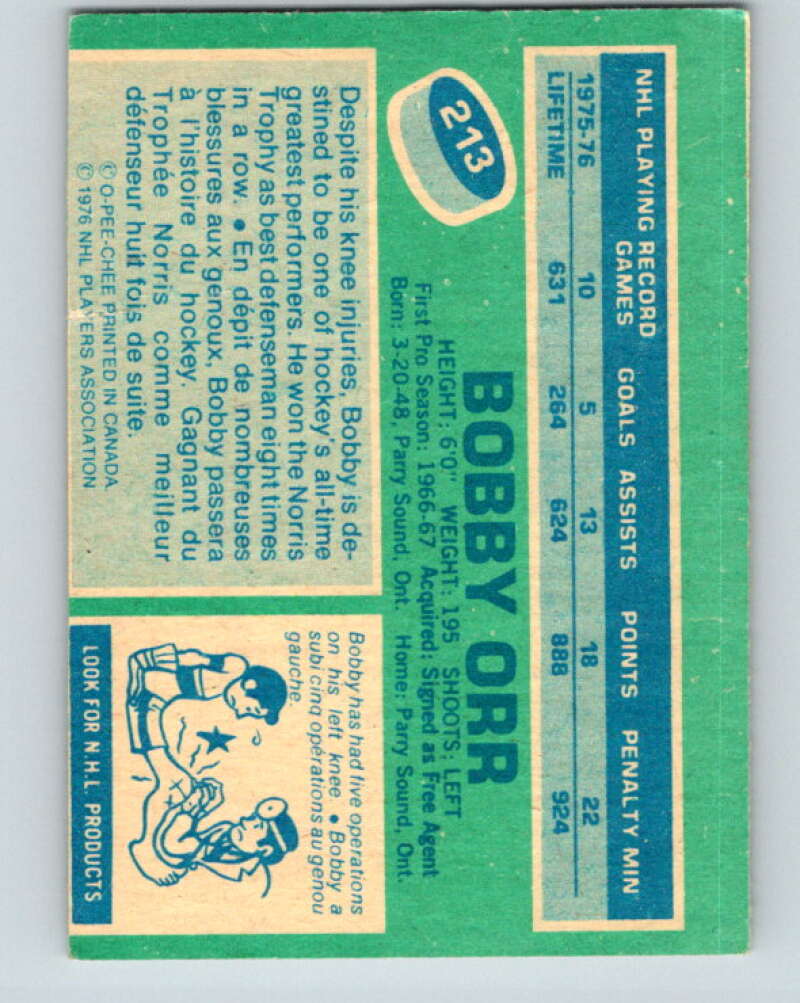 213
NHL PLAYING RECORD
GAMES GOALS ASSISTS POINTS PENALTY MIN
1975-76 10 5 13 18 22
LIFETIME 631 264 624 888 924
BOBBY ORR
HEIGHT: 6'0" WEIGHT: 195 SHOOTS: LEFT
First Pro Season: 1966-67 Acquired: Signed as Free Agent
Born: 3-20-48, Parry Sound, Ont. Home: Parry Sound, Ont.
Despite his knee injuries, Bobby is de-
stined to be one of hockey's all-time
greatest performers. He won the Norris
Trophy as best defenseman eight times
in a row. • En dépit de nombreuses
blessures aux genoux, Bobby passera
à l'histoire du hockey. Gagnant du
Trophée Norris comme meilleur
défenseur huit fois de suite.
© O-PEE-CHEE PRINTED IN CANADA.
© 1976 NHL PLAYERS ASSOCIATION
Bobby has had five operations
on his left knee. • Bobby a
subi cinq opérations au genou
gauche.
LOOK FOR N.H.L. PRODUCTS